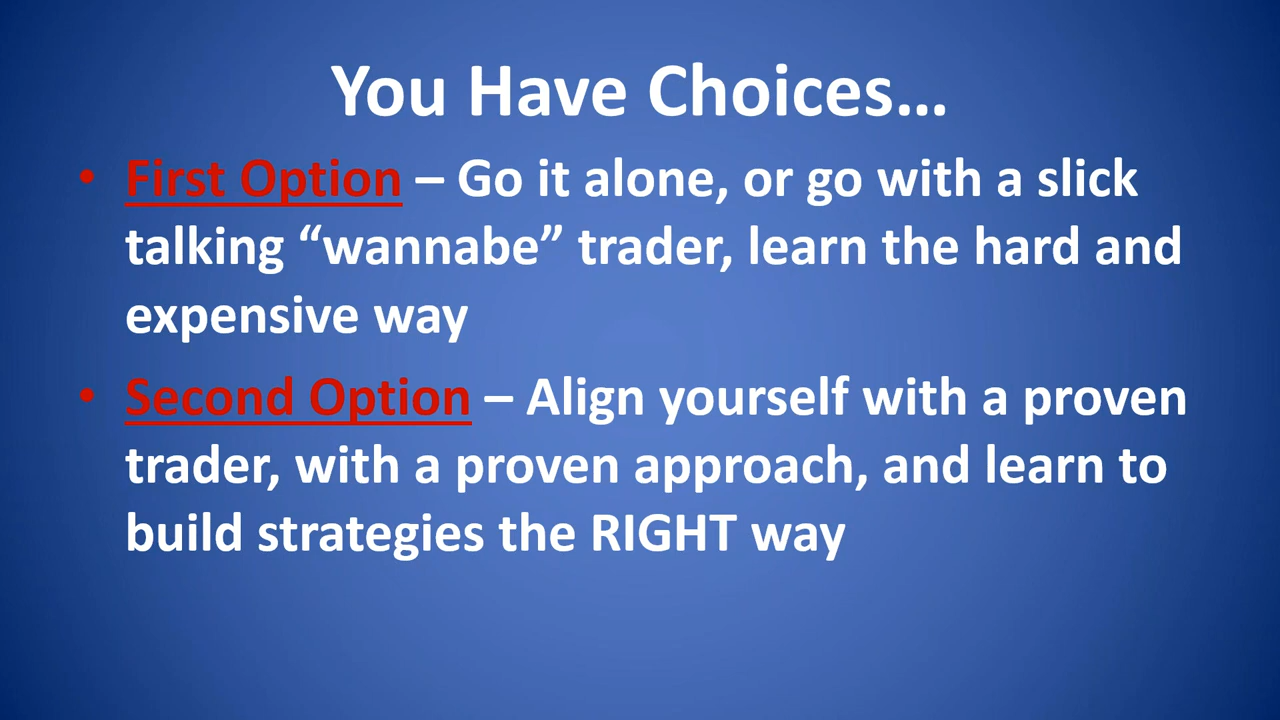 You Have Choices...
• First Option – Go it alone, or go with a slick
talking “wannabe” trader, learn the hard and
expensive way
• Second Option – Align yourself with a proven
trader, with a proven approach, and learn to
build strategies the RIGHT way